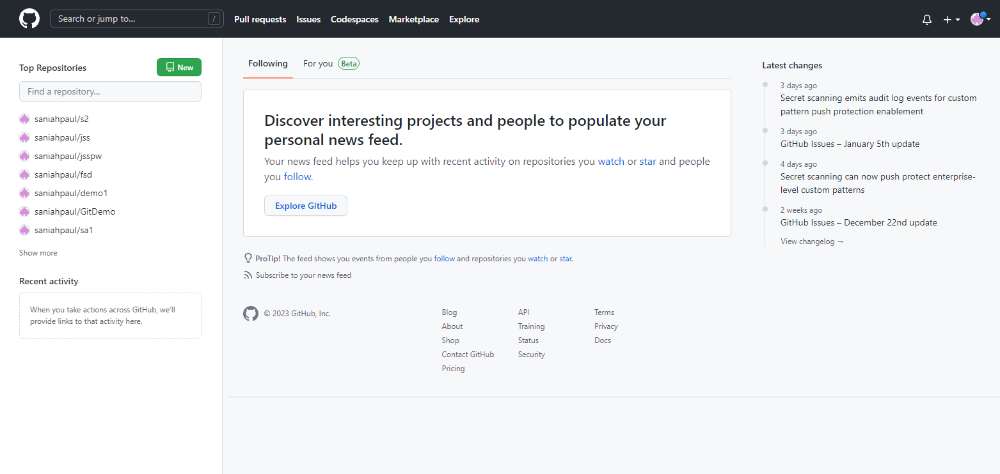 Search or jump to... /
Pull requests
Issues
Codespaces
Marketplace
Explore
Top Repositories
New
Find a repository...
saniahpaul/s2
saniahpaul/jss
saniahpaul/jsspw
saniahpaul/fsd
saniahpaul/demo1
saniahpaul/GitDemo
saniahpaul/sa1
Show more
Recent activity
When you take actions across GitHub, we'll
provide links to that activity here.
Following
For you Beta
Discover interesting projects and people to populate your
personal news feed.
Your news feed helps you keep up with recent activity on repositories you watch or star and people
you follow.
Explore GitHub
ProTip! The feed shows you events from people you follow and repositories you watch or star.
Subscribe to your news feed
© 2023 GitHub, Inc.
Blog
About
Shop
Contact GitHub
Pricing
API
Training
Status
Security
Terms
Privacy
Docs
Latest changes
3 days ago
Secret scanning emits audit log events for custom
pattern push protection enablement
3 days ago
GitHub Issues – January 5th update
4 days ago
Secret scanning can now push protect enterprise-
level custom patterns
2 weeks ago
GitHub Issues – December 22nd update
View changelog →